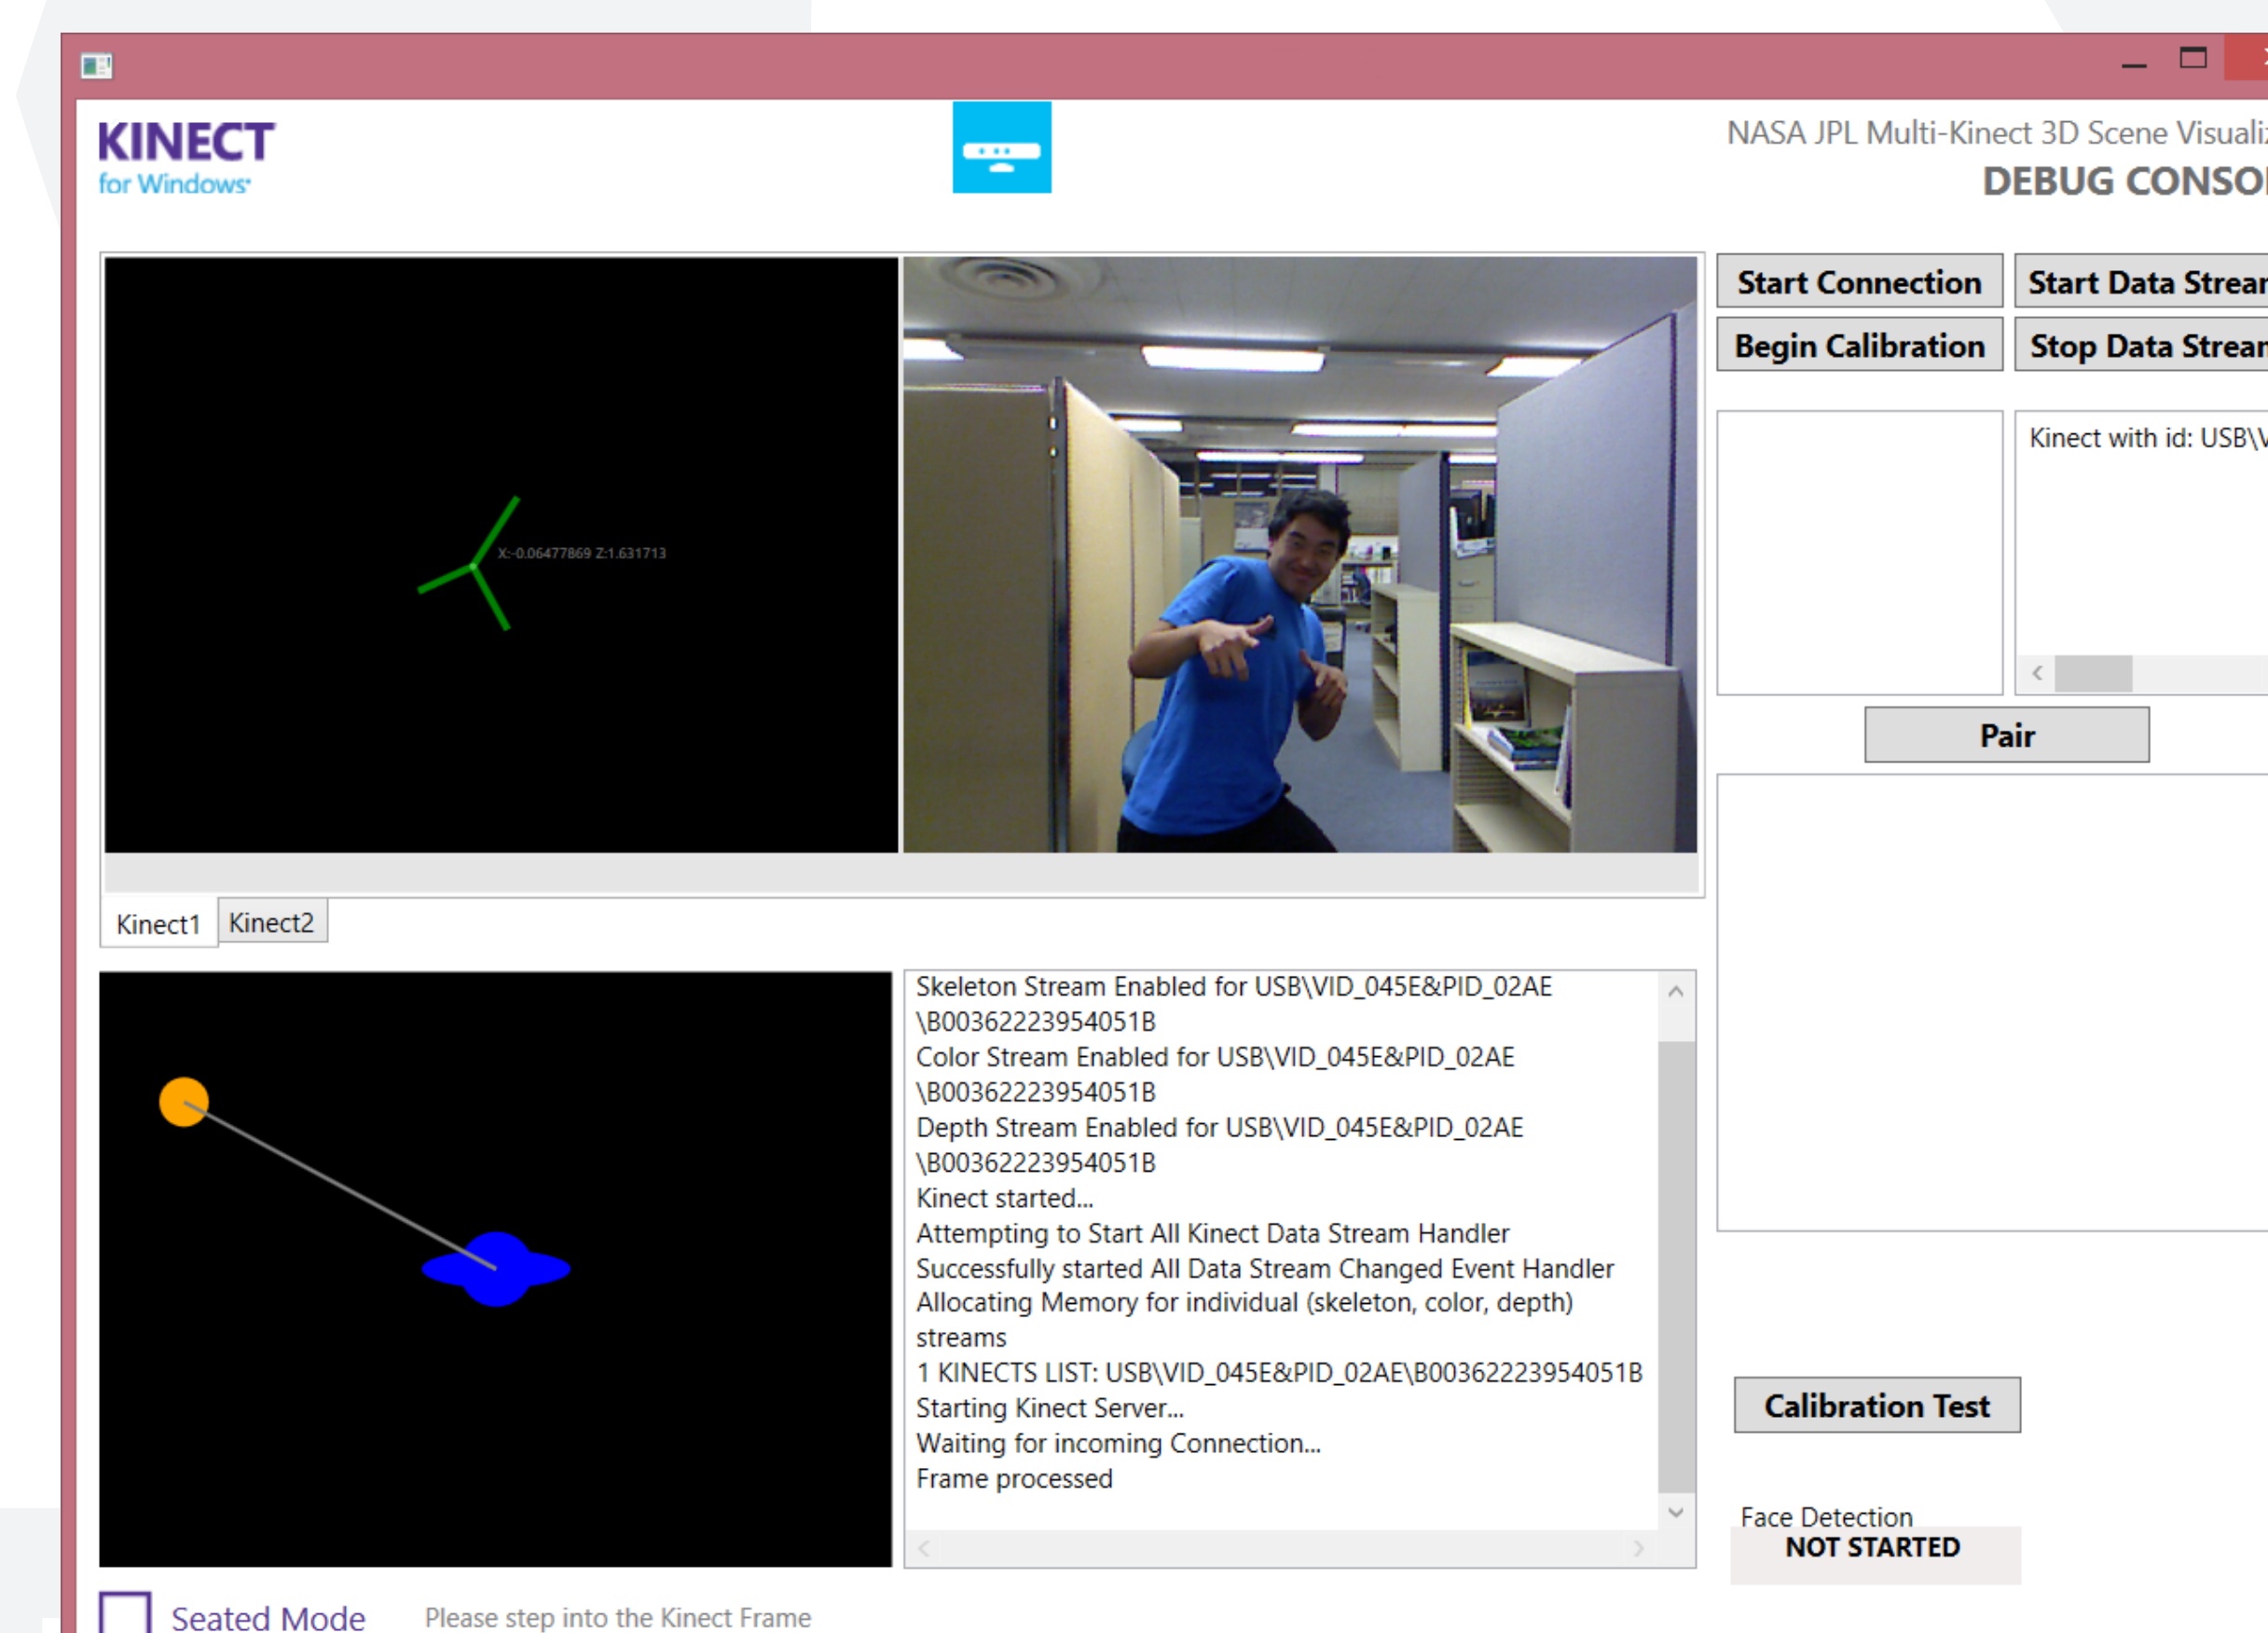 KINECT
for Windows
NASA JPL Multi-Kinect 3D Scene
DEBUG
Start Connection
Start Data
Begin Calibration
Stop Data
X:-0.06477869 Z:1.631713
Kinect with id:
Pair
Kinect1
Kinect2
Skeleton Stream Enabled for USB\VID_045E&PID_02AE
\B00362223954051B
Color Stream Enabled for USB\VID_045E&PID_02AE
\B00362223954051B
Depth Stream Enabled for USB\VID_045E&PID_02AE
\B00362223954051B
Kinect started...
Attempting to Start All Kinect Data Stream Handler
Successfully started All Data Stream Changed Event Handler
Allocating Memory for individual (skeleton, color, depth)
streams
1 KINECTS LIST: USB\VID_045E&PID_02AE\B00362223954051B
Starting Kinect Server...
Waiting for incoming Connection...
Frame processed
Calibration Test
Face Detection
NOT STARTED
Seated Mode
Please step into the Kinect Frame